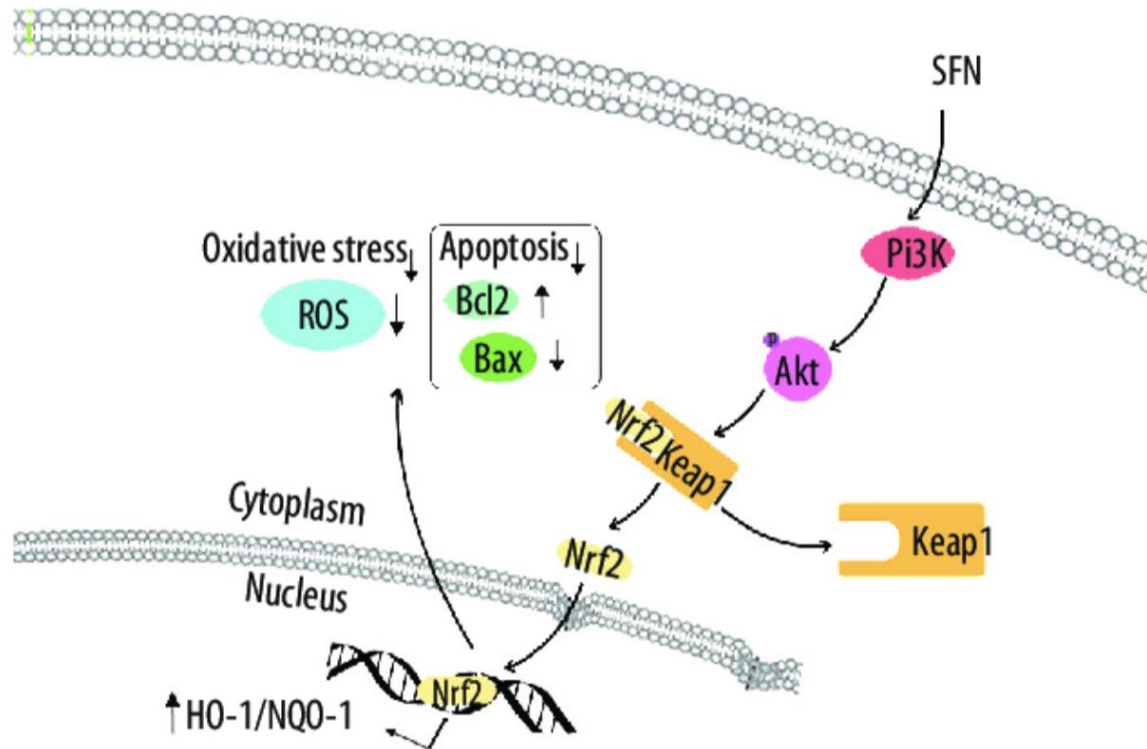 SFN
Pi3K
Oxidative stress
Apoptosis
Bcl2
ROS
Bax
p
Akt
Nrf2 Keap1
Keap1
Cytoplasm
Nrf2
Nucleus
Nrf2
HO-1/NQO-1